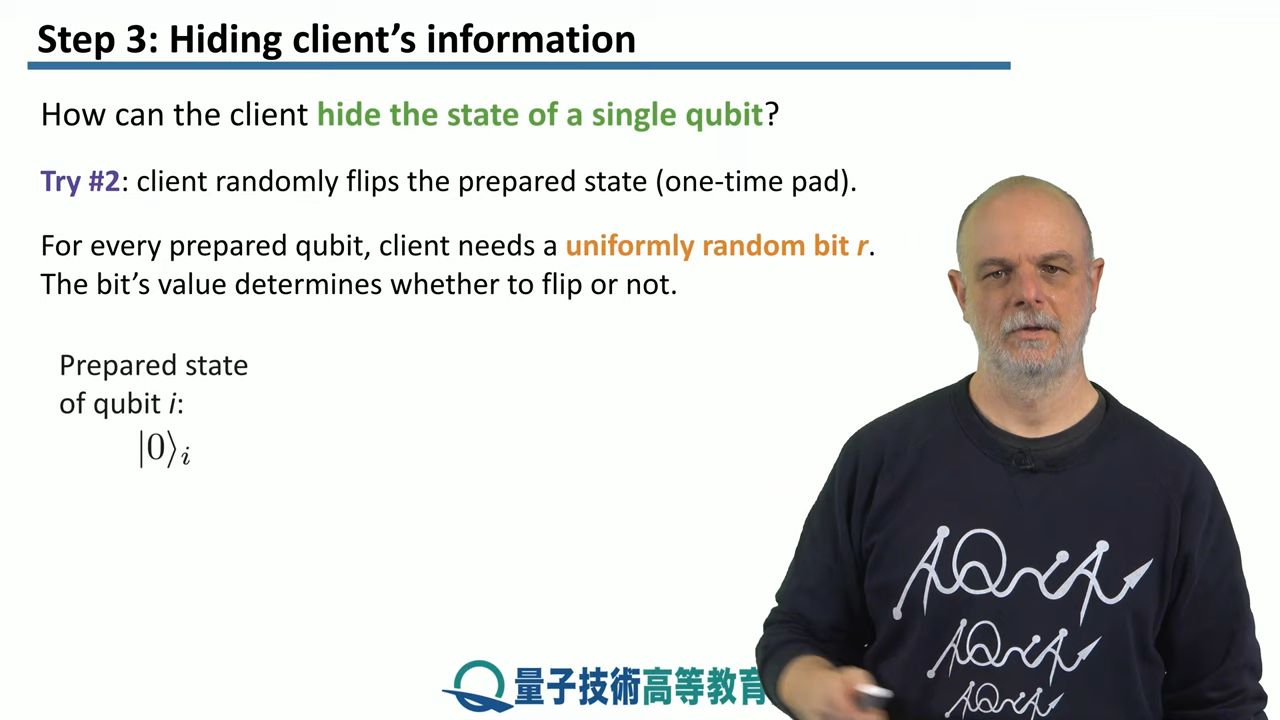 Step 3: Hiding client’s information
How can the client hide the state of a single qubit?
Try #2: client randomly flips the prepared state (one-time pad).
For every prepared qubit, client needs a uniformly random bit r.
The bit’s value determines whether to flip or not.
Prepared state
of qubit i:
|0⟩ᵢ
AQUA
AQUA
AQUA
量子技術高等教育